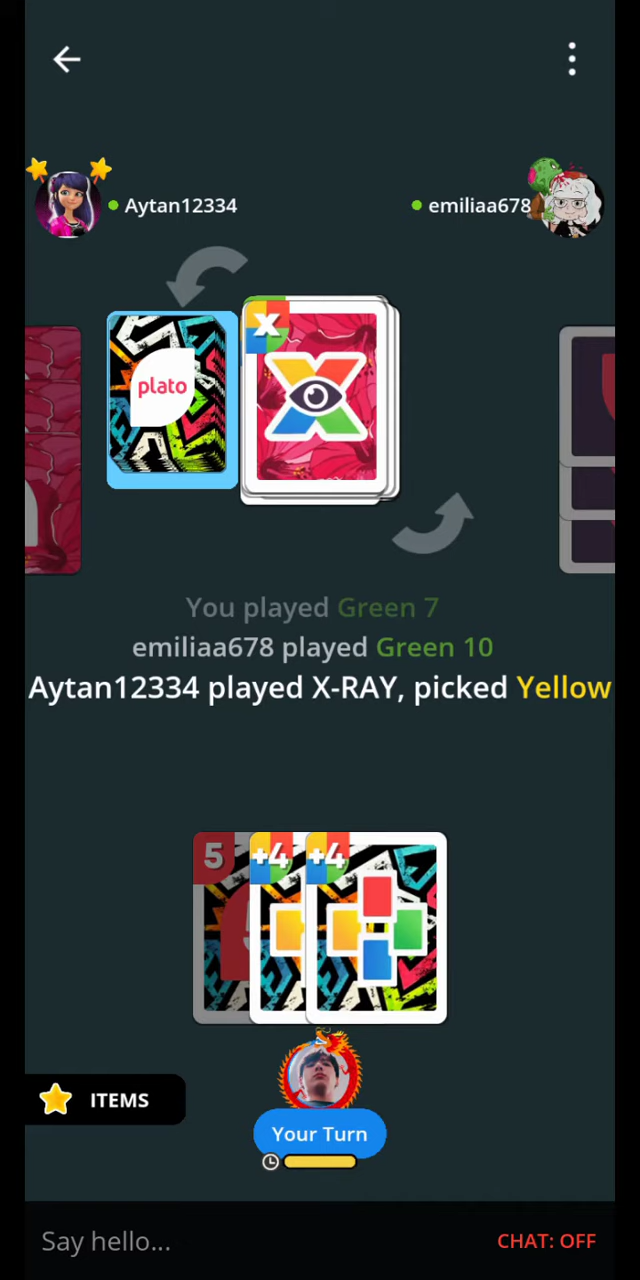 Aytan12334
emiliaa678
plato
X
You played Green 7
emiliaa678 played Green 10
Aytan12334 played X-RAY, picked Yellow
5 +4 +4
ITEMS
Your Turn
Say hello... CHAT: OFF